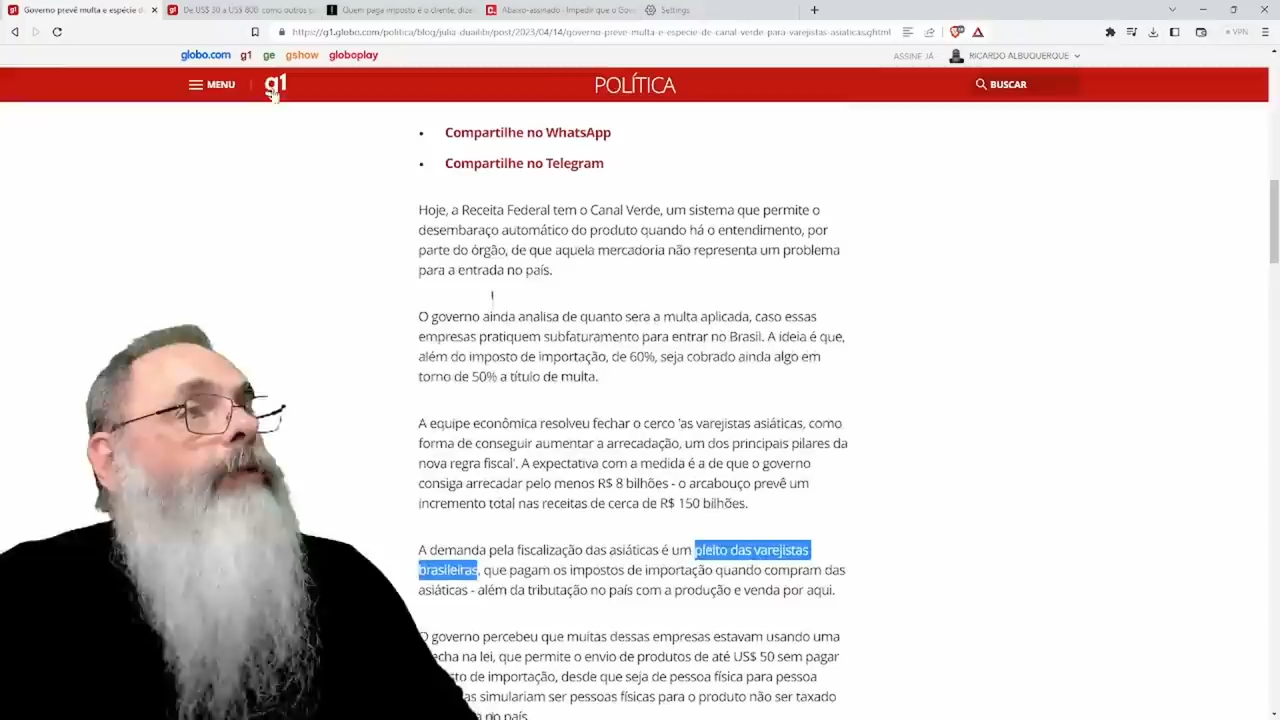 Governo prevê multa e espécie d
De US$ 30 a US$ 800: como outros p
Quem paga imposto é o cliente, dize
Abaixo-assinado - Impedir que o Gov
Settings
https://g1.globo.com/politica/blog/julia-duailibi/post/2023/04/14/governo-preve-multa-e-especie-de-canal-verde-para-varejistas-asiaticas.ghtml
VPN
globo.com g1 ge gshow globoplay
ASSINE JÁ
RICARDO ALBUQUERQUE
MENU
g1
POLÍTICA
BUSCAR
• Compartilhe no WhatsApp
• Compartilhe no Telegram
Hoje, a Receita Federal tem o Canal Verde, um sistema que permite o
desembaraço automático do produto quando há o entendimento, por
parte do órgão, de que aquela mercadoria não representa um problema
para a entrada no país.
O governo ainda analisa de quanto sera a multa aplicada, caso essas
empresas pratiquem subfaturamento para entrar no Brasil. A ideia é que,
além do imposto de importação, de 60%, seja cobrado ainda algo em
torno de 50% a título de multa.
A equipe econômica resolveu fechar o cerco 'as varejistas asiáticas, como
forma de conseguir aumentar a arrecadação, um dos principais pilares da
nova regra fiscal'. A expectativa com a medida é a de que o governo
consiga arrecadar pelo menos R$ 8 bilhões - o arcabouço prevê um
incremento total nas receitas de cerca de R$ 150 bilhões.
A demanda pela fiscalização das asiáticas é um pleito das varejistas
brasileiras, que pagam os impostos de importação quando compram das
asiáticas - além da tributação no país com a produção e venda por aqui.
O governo percebeu que muitas dessas empresas estavam usando uma
echa na lei, que permite o envio de produtos de até US$ 50 sem pagar
sto de importação, desde que seja de pessoa física para pessoa
as simulariam ser pessoas físicas para o produto não ser taxado
no país.